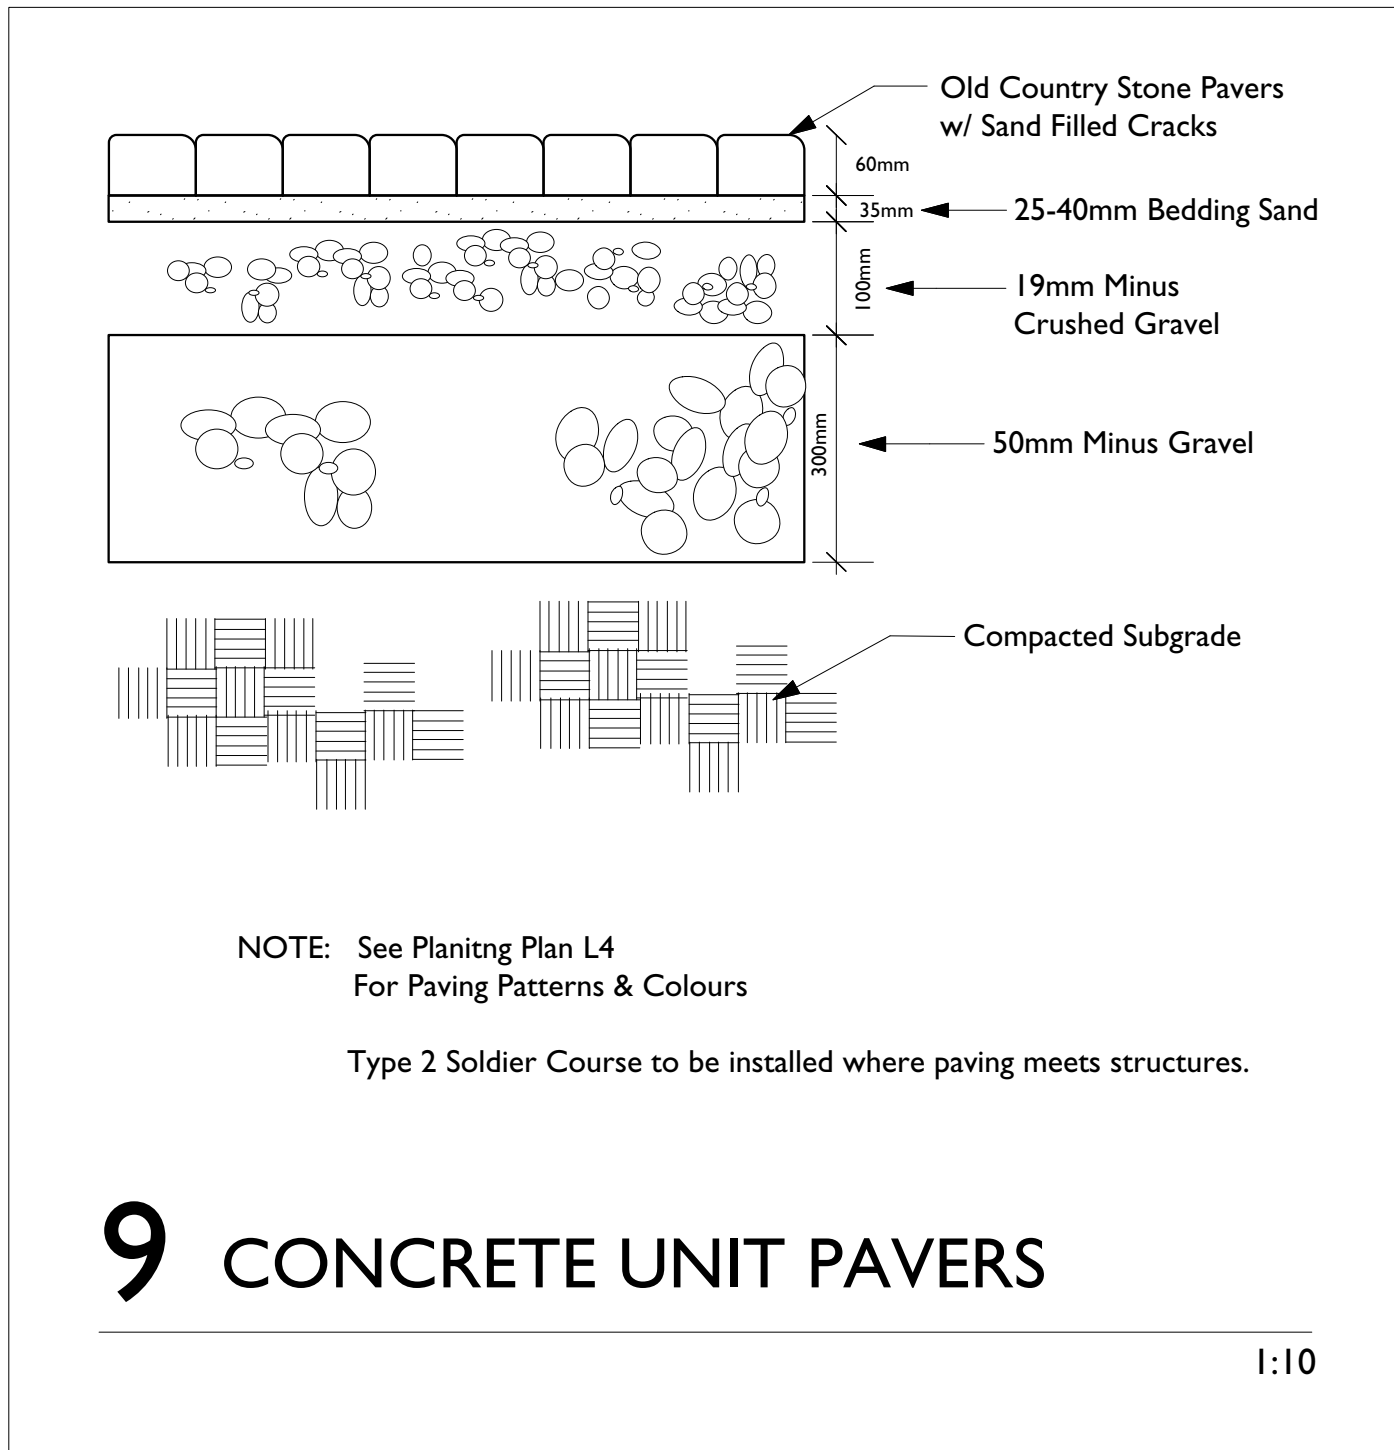 Old Country Stone Pavers
w/ Sand Filled Cracks
60mm
35mm
25-40mm Bedding Sand
100mm
19mm Minus
Crushed Gravel
300mm
50mm Minus Gravel
Compacted Subgrade
NOTE: See Planitng Plan L4
For Paving Patterns & Colours
Type 2 Soldier Course to be installed where paving meets structures.
9 CONCRETE UNIT PAVERS
1:10